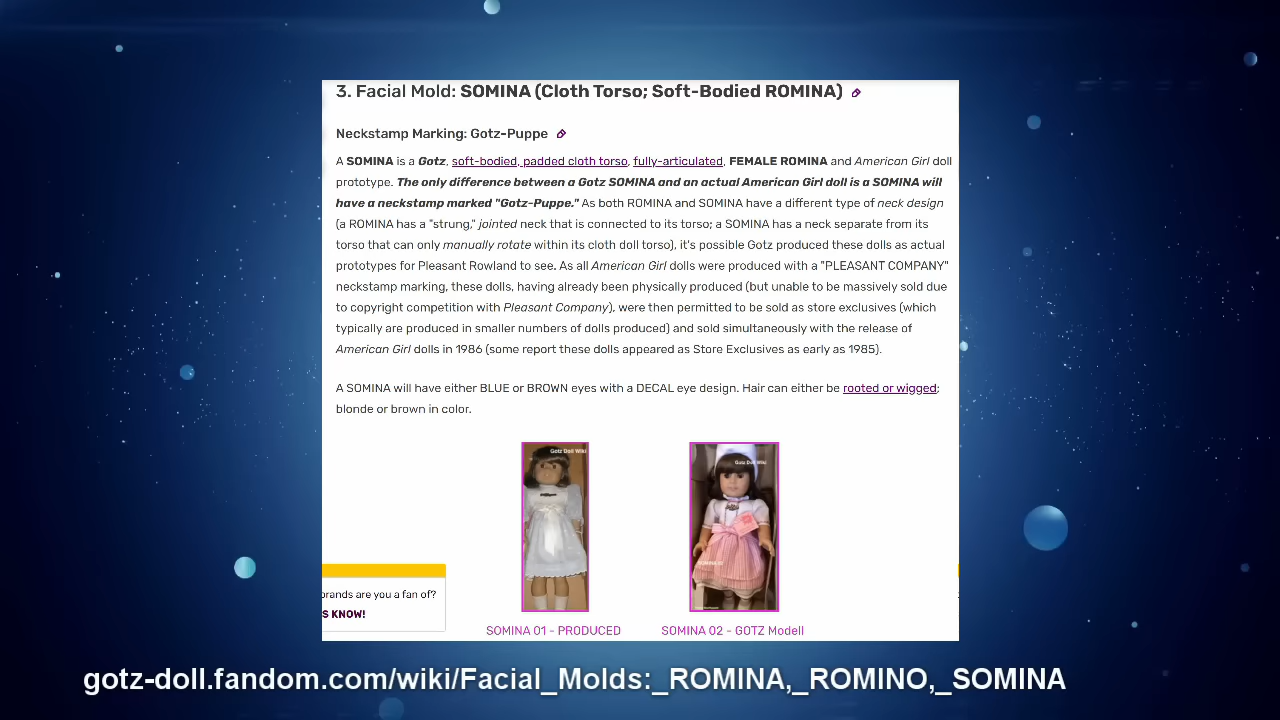 3. Facial Mold: SOMINA (Cloth Torso; Soft-Bodied ROMINA)
Neckstamp Marking: Gotz-Puppe
A SOMINA is a Gotz, soft-bodied, padded cloth torso, fully-articulated, FEMALE ROMINA and American Girl doll
prototype. The only difference between a Gotz SOMINA and an actual American Girl doll is a SOMINA will
have a neckstamp marked "Gotz-Puppe." As both ROMINA and SOMINA have a different type of neck design
(a ROMINA has a "strung," jointed neck that is connected to its torso; a SOMINA has a neck separate from its
torso that can only manually rotate within its cloth doll torso), it's possible Gotz produced these dolls as actual
prototypes for Pleasant Rowland to see. As all American Girl dolls were produced with a "PLEASANT COMPANY"
neckstamp marking, these dolls, having already been physically produced (but unable to be massively sold due
to copyright competition with Pleasant Company), were then permitted to be sold as store exclusives (which
typically are produced in smaller numbers of dolls produced) and sold simultaneously with the release of
American Girl dolls in 1986 (some report these dolls appeared as Store Exclusives as early as 1985).
A SOMINA will have either BLUE or BROWN eyes with a DECAL eye design. Hair can either be rooted or wigged;
blonde or brown in color.
Gotz Doll Wiki
Gotz Doll Wiki
SOMINA 02
brands are you a fan of?
S KNOW!
SOMINA 01 - PRODUCED
SOMINA 02 - GOTZ Modell
gotz-doll.fandom.com/wiki/Facial_Molds:_ROMINA,_ROMINO,_SOMINA